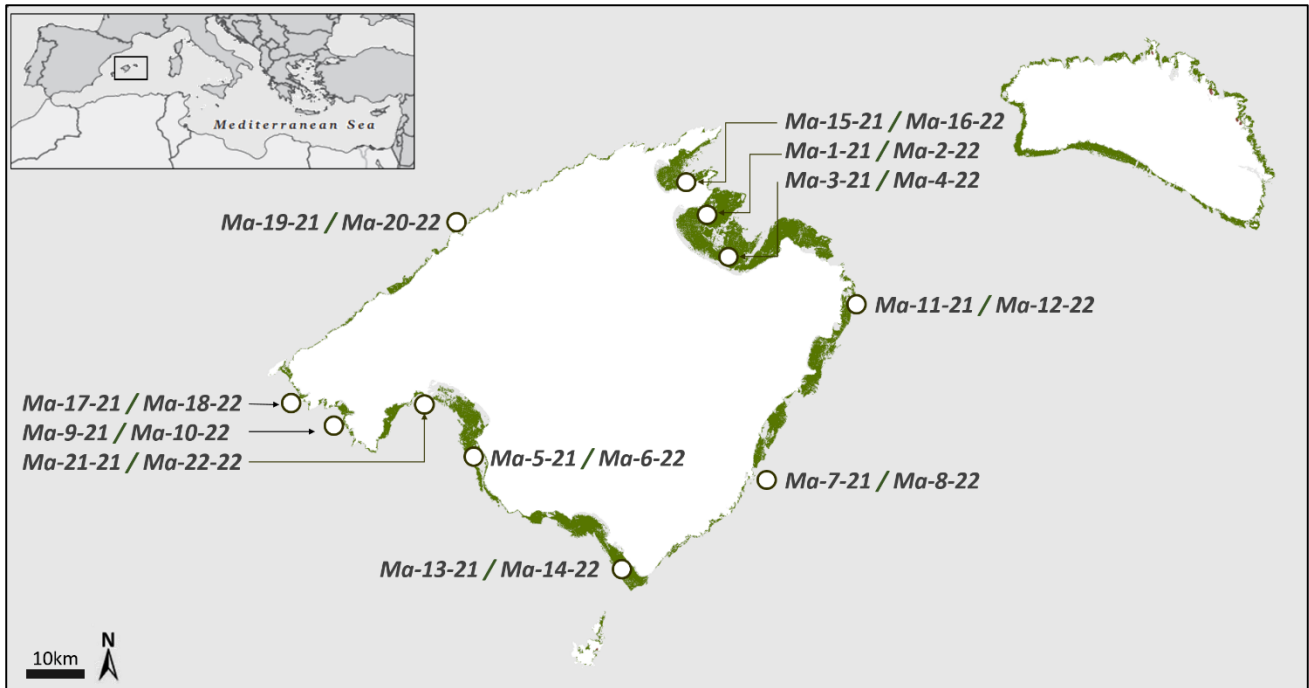 Mediterranean Sea
Ma-15-21 / Ma-16-22
Ma-1-21 / Ma-2-22
Ma-3-21 / Ma-4-22
Ma-19-21 / Ma-20-22
Ma-11-21 / Ma-12-22
Ma-17-21 / Ma-18-22
Ma-9-21 / Ma-10-22
Ma-21-21 / Ma-22-22
Ma-5-21 / Ma-6-22
Ma-7-21 / Ma-8-22
Ma-13-21 / Ma-14-22
N
10km